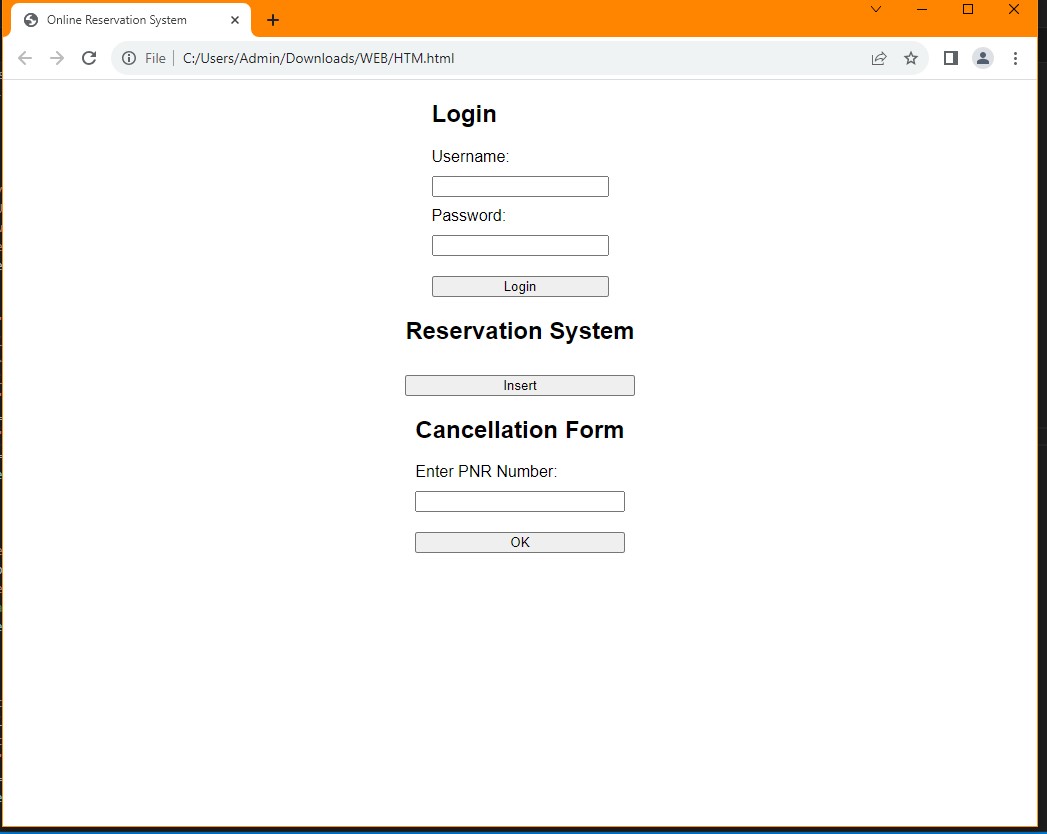 Online Reservation System
File C:/Users/Admin/Downloads/WEB/HTM.html
Login
Username:
Password:
Login
Reservation System
Insert
Cancellation Form
Enter PNR Number:
OK